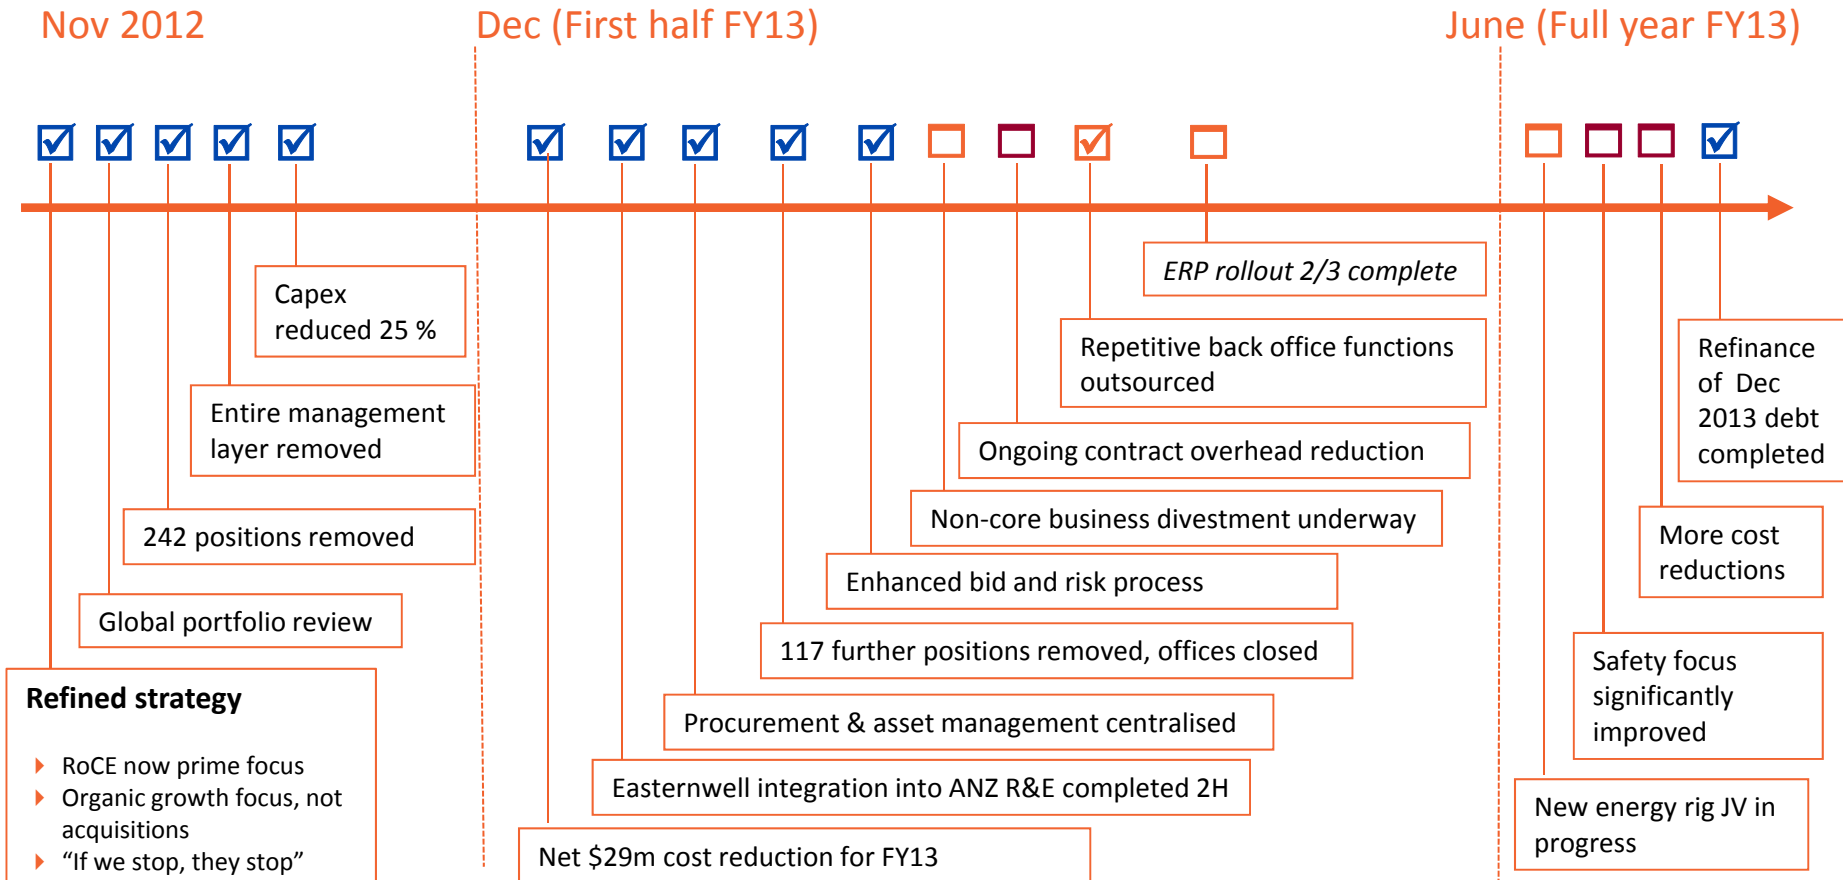 Nov 2012
Dec (First half FY13)
June (Full year FY13)
Capex
reduced 25 %
Entire management
layer removed
242 positions removed
Global portfolio review
Refined strategy
RoCE now prime focus
Organic growth focus, not
acquisitions
“If we stop, they stop”
ERP rollout 2/3 complete
Repetitive back office functions
outsourced
Ongoing contract overhead reduction
Non-core business divestment underway
Enhanced bid and risk process
117 further positions removed, offices closed
Procurement & asset management centralised
Easternwell integration into ANZ R&E completed 2H
Net $29m cost reduction for FY13
Refinance
of Dec
2013 debt
completed
More cost
reductions
Safety focus
significantly
improved
New energy rig JV in
progress